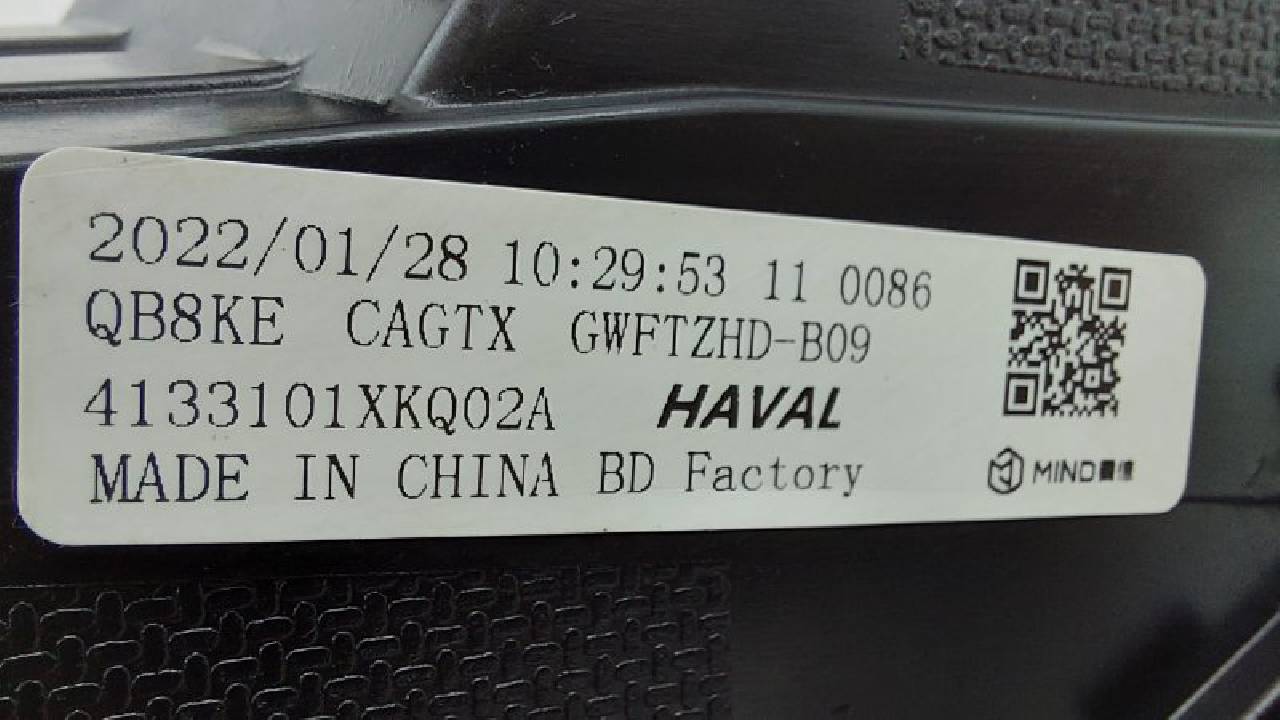 2022/01/28 10:29:53 11 0086
QB8KE CAGTX GWFTZHD-B09
4133101XKQ02A HAVAL
MADE IN CHINA BD Factory
MIND